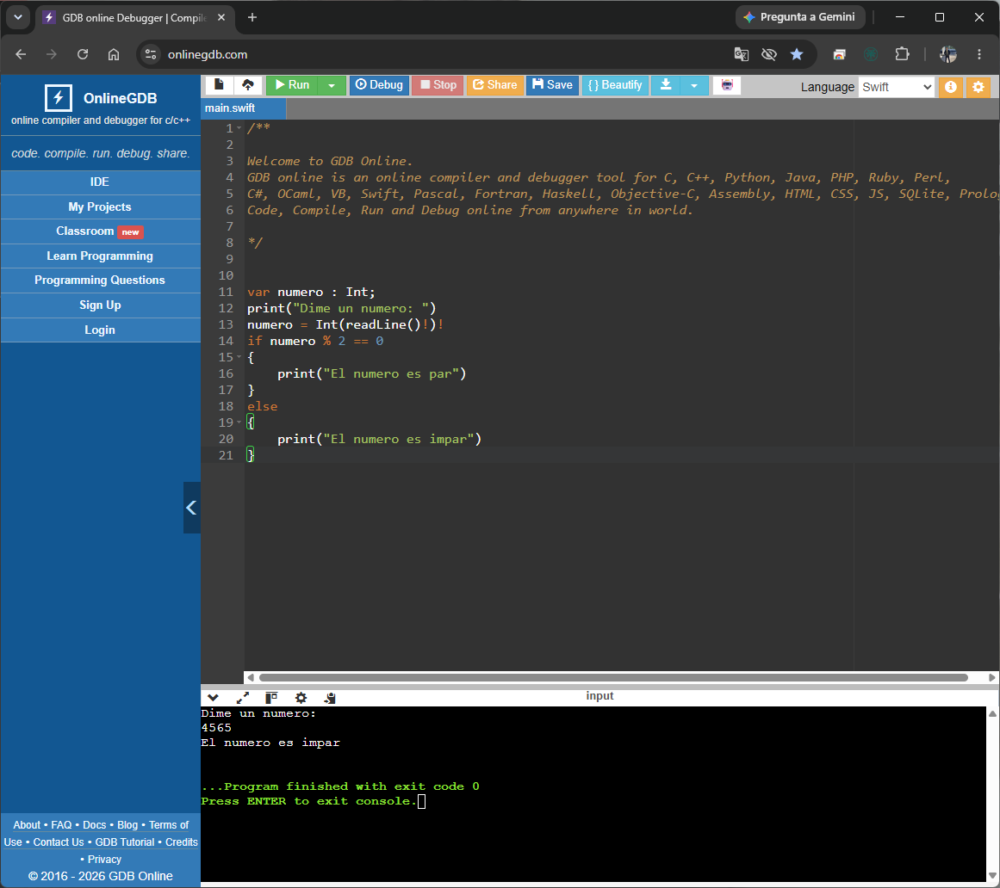 GDB online Debugger | Compile
Pregunta a Gemini
onlinegdb.com
OnlineGDB
online compiler and debugger for c/c++
code. compile. run. debug. share.
IDE
My Projects
Classroom new
Learn Programming
Programming Questions
Sign Up
Login
Run Debug Stop Share Save { } Beautify Language Swift
main.swift
1 /**
2
3 Welcome to GDB Online.
4 GDB online is an online compiler and debugger tool for C, C++, Python, Java, PHP, Ruby, Perl,
5 C#, OCaml, VB, Swift, Pascal, Fortran, Haskell, Objective-C, Assembly, HTML, CSS, JS, SQLite, Prolog
6 Code, Compile, Run and Debug online from anywhere in world.
7
8 */
9
10
11 var numero : Int;
12 print("Dime un numero: ")
13 numero = Int(readLine()!)!
14 if numero % 2 == 0
15 {
16     print("El numero es par")
17 }
18 else
19 {
20     print("El numero es impar")
21 }
input
Dime un numero:
4565
El numero es impar
...Program finished with exit code 0
Press ENTER to exit console.
About • FAQ • Docs • Blog • Terms of
Use • Contact Us • GDB Tutorial • Credits
• Privacy
© 2016 - 2026 GDB Online